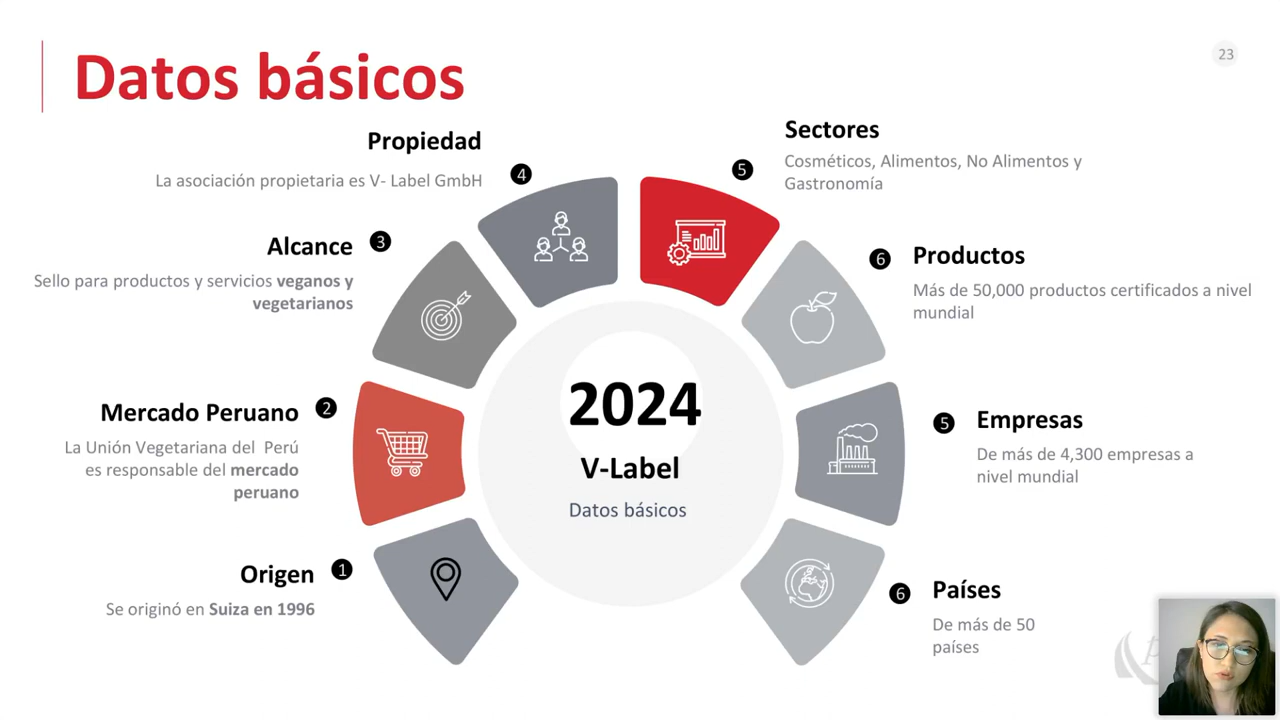 Datos básicos
23
Propiedad
4
La asociación propietaria es V- Label GmbH
Sectores
5
Cosméticos, Alimentos, No Alimentos y
Gastronomía
Alcance
3
Sello para productos y servicios veganos y
vegetarianos
6
Productos
Más de 50,000 productos certificados a nivel
mundial
Mercado Peruano
2
La Unión Vegetariana del Perú
es responsable del mercado
peruano
2024
V-Label
Datos básicos
5
Empresas
De más de 4,300 empresas a
nivel mundial
Origen
1
Se originó en Suiza en 1996
6
Países
De más de 50
países